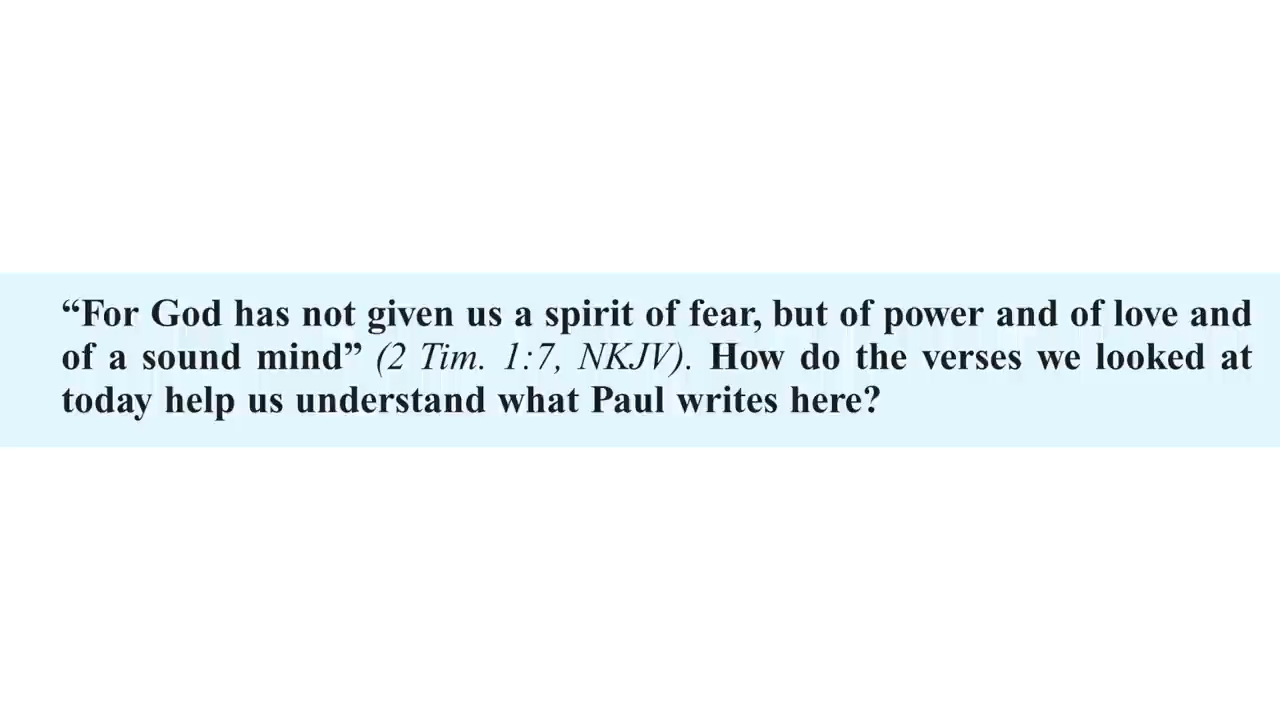 “For God has not given us a spirit of fear, but of power and of love and
of a sound mind” (2 Tim. 1:7, NKJV). How do the verses we looked at
today help us understand what Paul writes here?